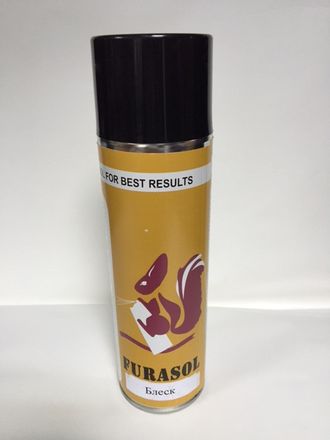 FOR BEST RESULTS
FURASOL
Блеск